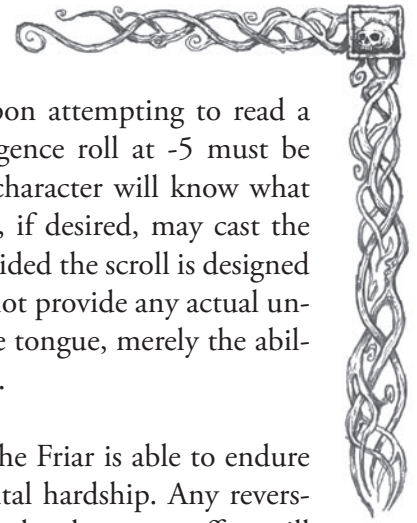 oon attempting to read a
gence roll at -5 must be
character will know what
, if desired, may cast the
ided the scroll is designed
not provide any actual un-
e tongue, merely the abil-
.
he Friar is able to endure
tal hardship. Any revers-